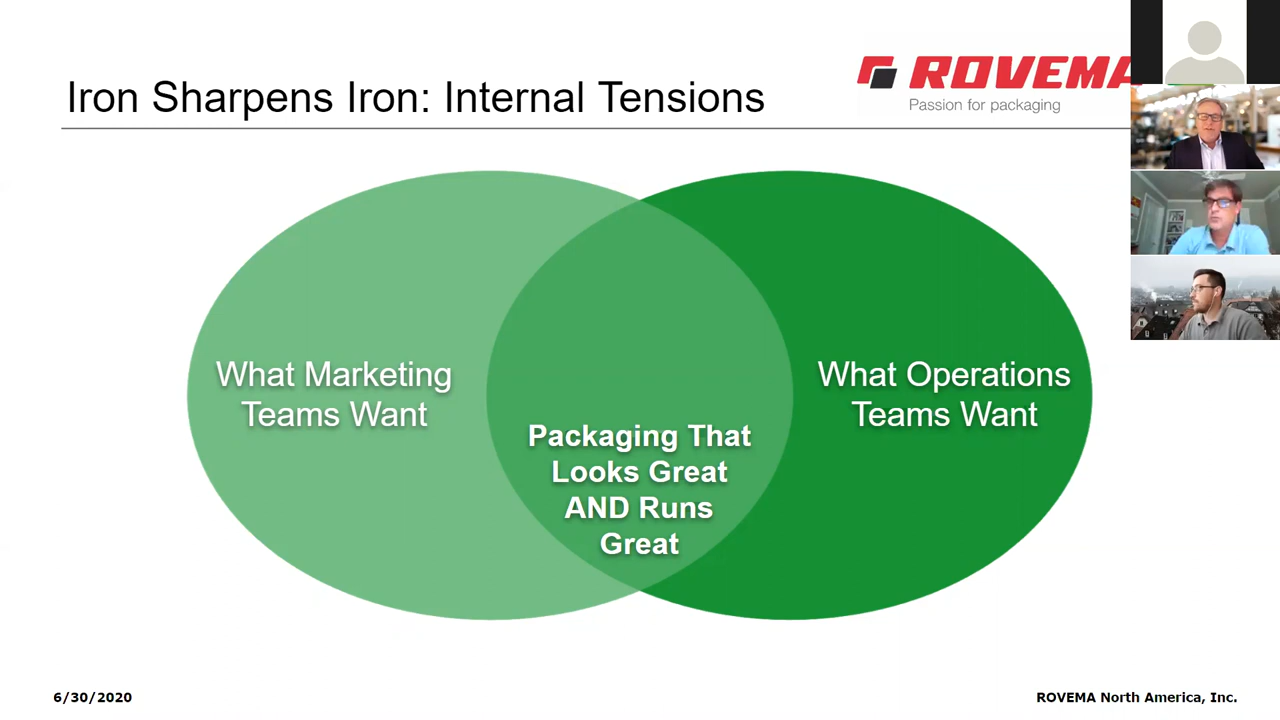 Iron Sharpens Iron: Internal Tensions
ROVEMA
Passion for packaging
What Marketing
Teams Want
Packaging That
Looks Great
AND Runs
Great
What Operations
Teams Want
6/30/2020
ROVEMA North America, Inc.